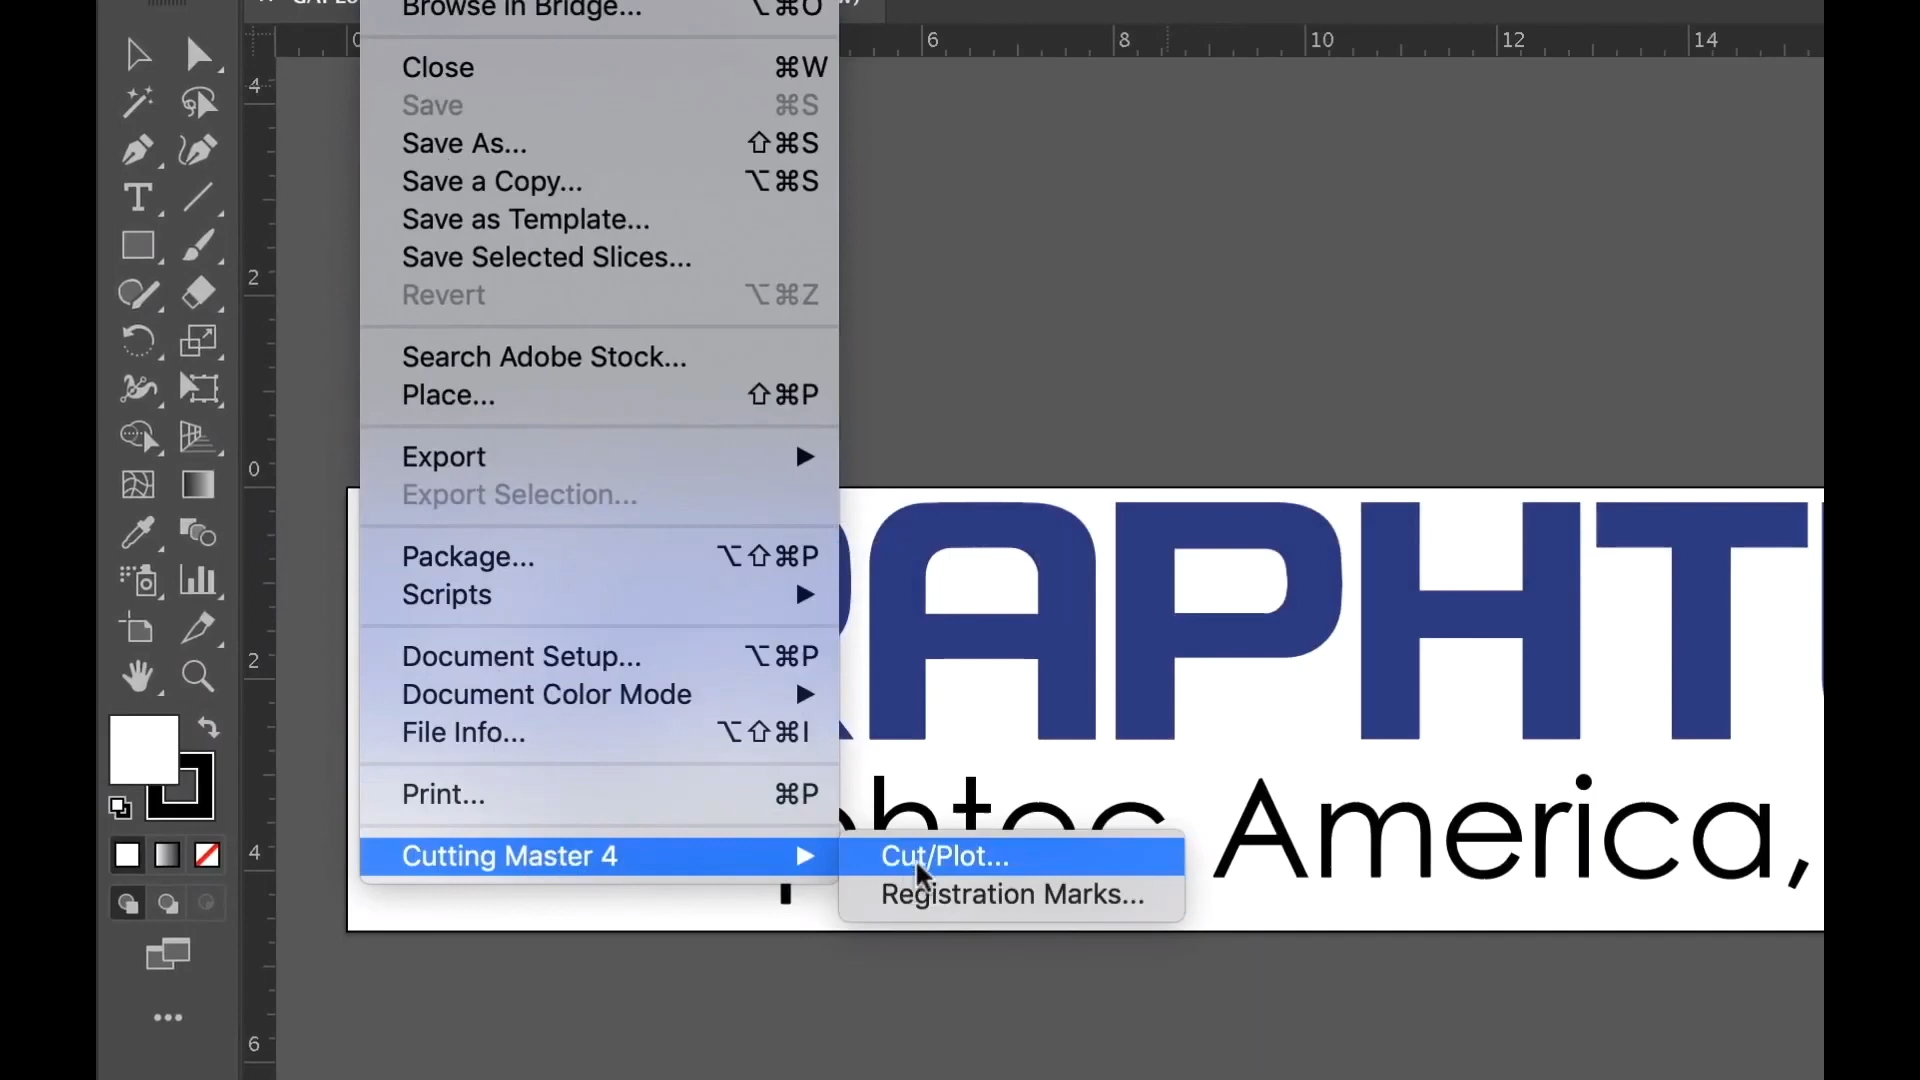 Browse in Bridge... ⌥⌘O
6 8 10 12 14
4
2
0
2
4
6
Close ⌘W
Save ⌘S
Save As... ⇧⌘S
Save a Copy... ⌥⌘S
Save as Template...
Save Selected Slices...
Revert ⌥⌘Z
Search Adobe Stock...
Place... ⇧⌘P
Export
Export Selection...
Package... ⌥⇧⌘P
Scripts
Document Setup... ⌥⌘P
Document Color Mode
File Info... ⌥⇧⌘I
Print... ⌘P
Cutting Master 4
Cut/Plot...
Registration Marks...
RAPHT
America,